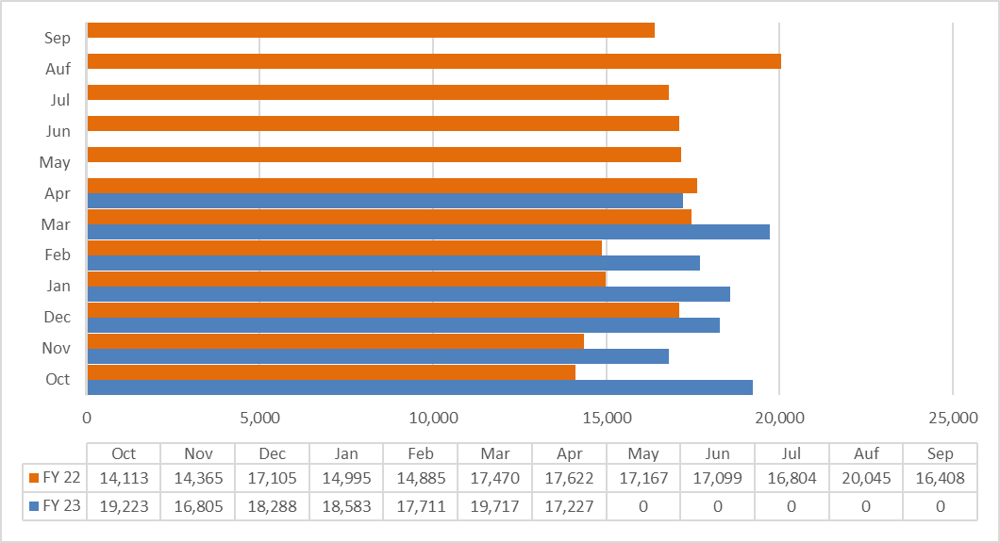 Sep
Auf
Jul
Jun
May
Apr
Mar
Feb
Jan
Dec
Nov
Oct
0 5,000 10,000 15,000 20,000 25,000
Oct Nov Dec Jan Feb Mar Apr May Jun Jul Auf Sep
FY 22 14,113 14,365 17,105 14,995 14,885 17,470 17,622 17,167 17,099 16,804 20,045 16,408
FY 23 19,223 16,805 18,288 18,583 17,711 19,717 17,227 0 0 0 0 0